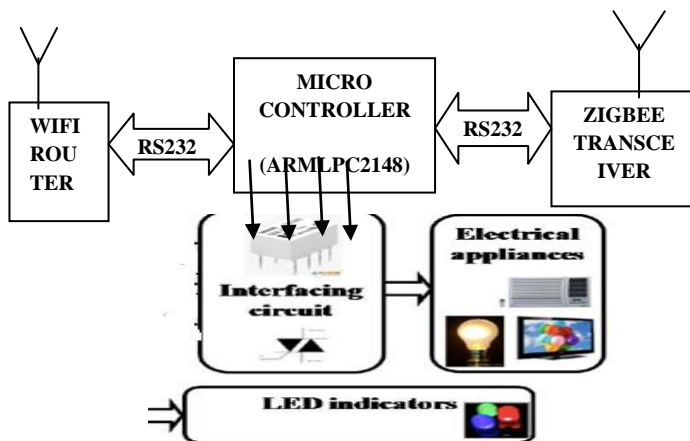 WIFI
ROU
TER
RS232
MICRO
CONTROLLER
(ARMLPC2148)
RS232
ZIGBEE
TRANSCE
IVER
Interfacing
circuit
Electrical
appliances
LED indicators